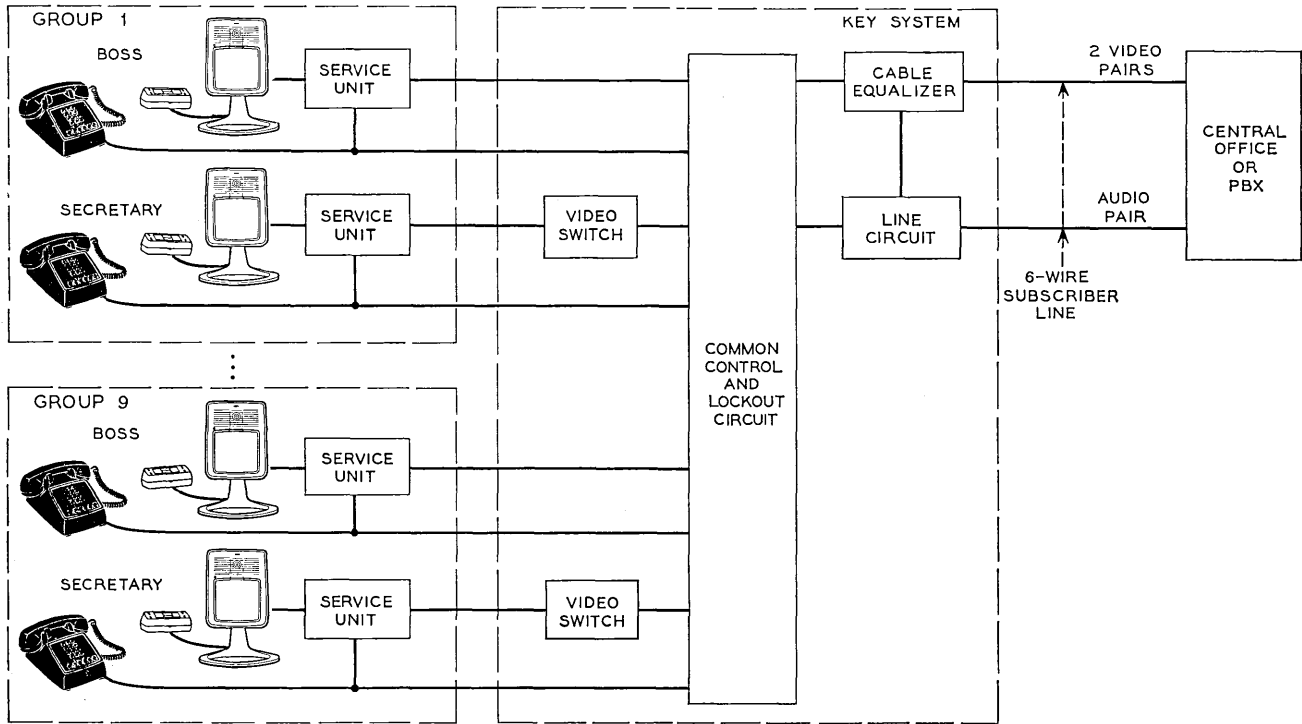 GROUP 1
BOSS
SERVICE
UNIT
SECRETARY
SERVICE
UNIT
VIDEO
SWITCH
KEY SYSTEM
CABLE
EQUALIZER
LINE
CIRCUIT
COMMON
CONTROL
AND
LOCKOUT
CIRCUIT
2 VIDEO
PAIRS
AUDIO
PAIR
6-WIRE
SUBSCRIBER
LINE
CENTRAL
OFFICE
OR
PBX
GROUP 9
BOSS
SERVICE
UNIT
SECRETARY
SERVICE
UNIT
VIDEO
SWITCH